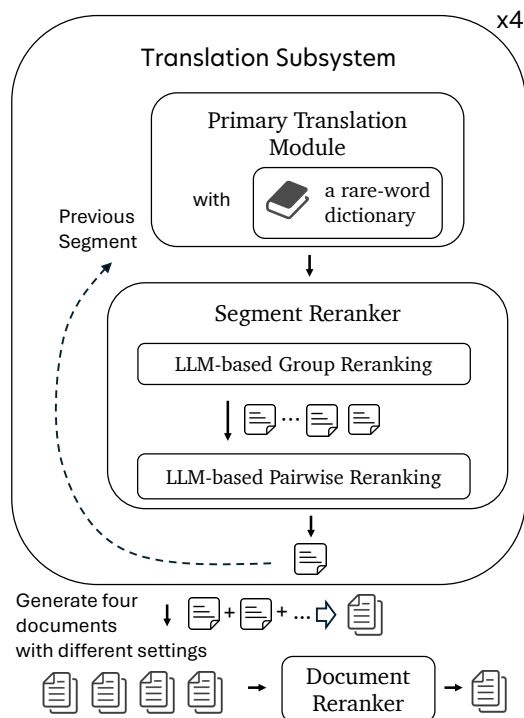 x4
Translation Subsystem
Primary Translation
Module
with
a rare-word
dictionary
Previous
Segment
Segment Reranker
LLM-based Group Reranking
...
LLM-based Pairwise Reranking
Generate four
documents
with different settings
+ + ...
Document
Reranker